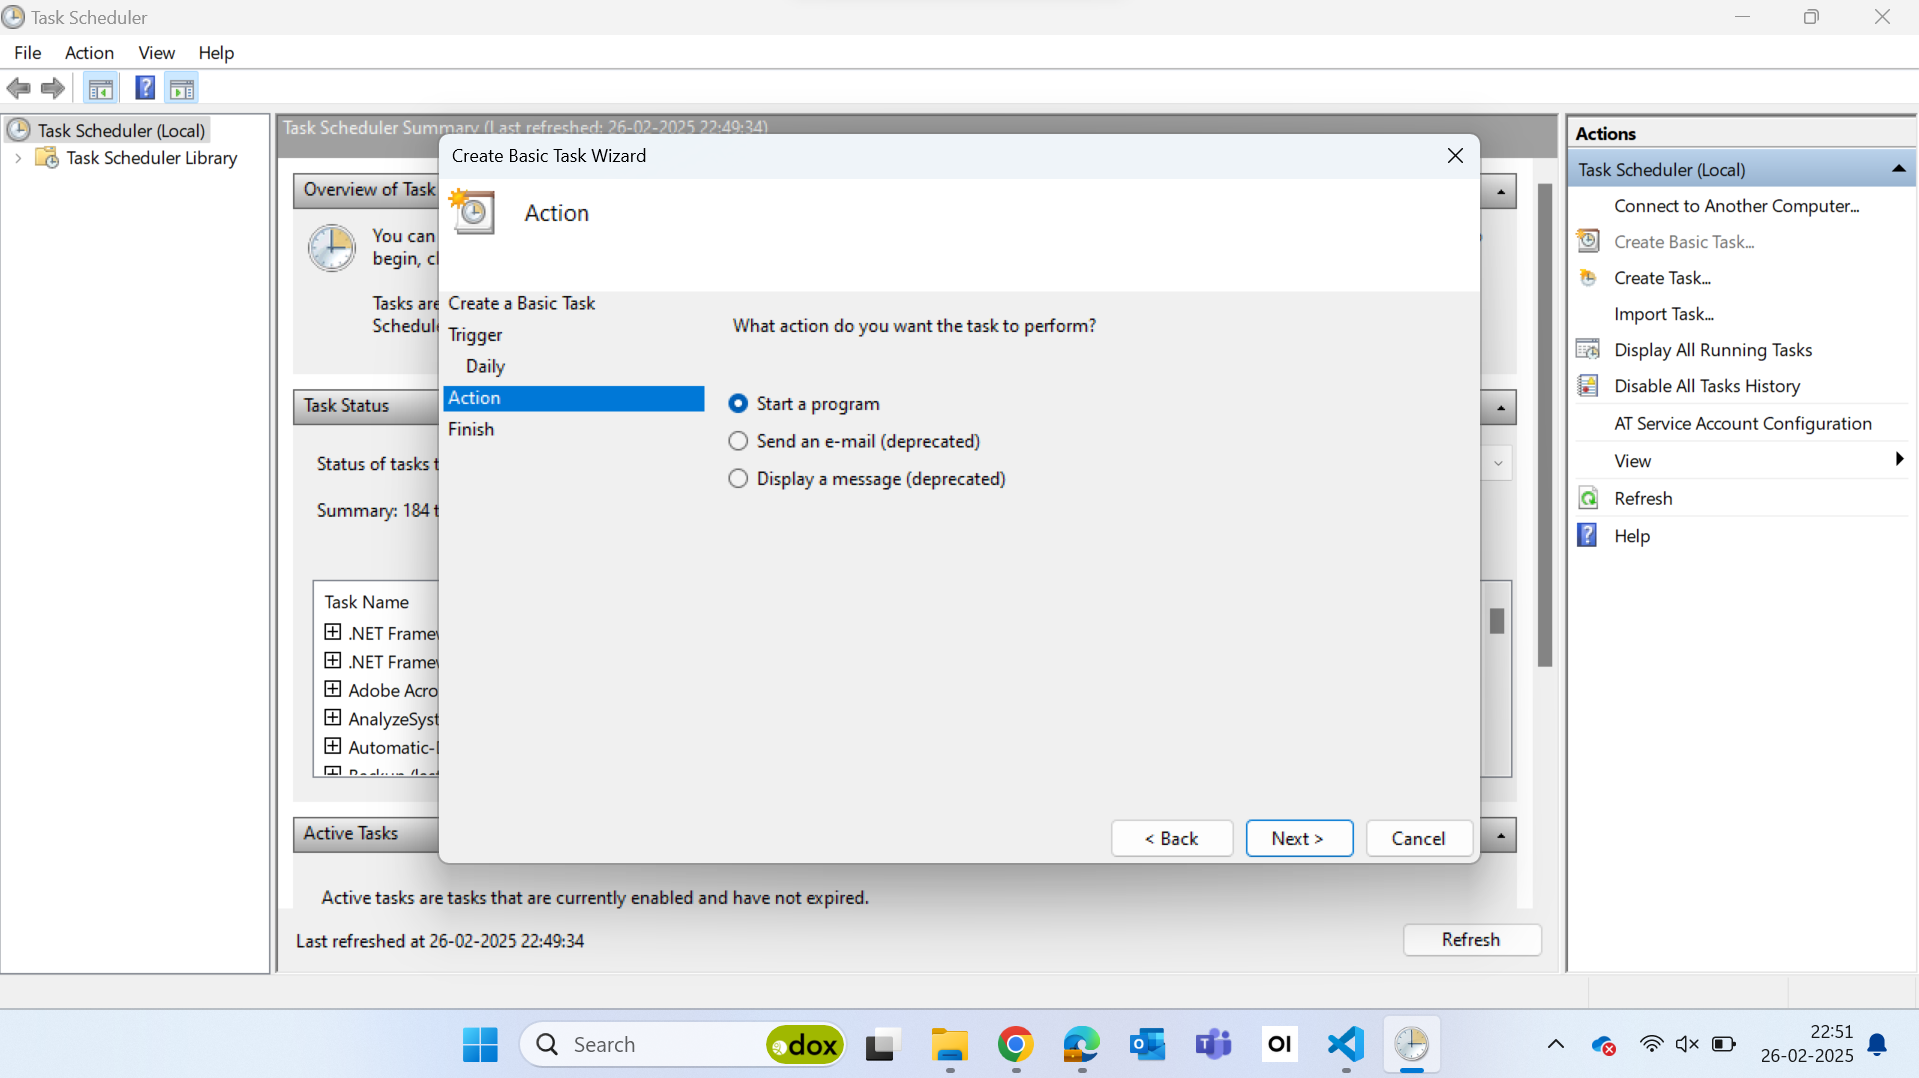 Task Scheduler
File Action View Help
Task Scheduler (Local)
Task Scheduler Library
Task Scheduler Summary (Last refreshed: 26-02-2025 22:49:34)
Overview of Task
You can
begin, cl
Tasks are
Schedul
Task Status
Status of tasks t
Summary: 184 t
Task Name
.NET Framew
.NET Framew
Adobe Acro
AnalyzeSyst
Automatic-
Backup (last
Active Tasks
Active tasks are tasks that are currently enabled and have not expired.
Last refreshed at 26-02-2025 22:49:34
Refresh
Create Basic Task Wizard
Action
Create a Basic Task
Trigger
Daily
Action
Finish
What action do you want the task to perform?
Start a program
Send an e-mail (deprecated)
Display a message (deprecated)
< Back
Next >
Cancel
Actions
Task Scheduler (Local)
Connect to Another Computer...
Create Basic Task...
Create Task...
Import Task...
Display All Running Tasks
Disable All Tasks History
AT Service Account Configuration
View
Refresh
Help
Search
dox
OI
22:51
26-02-2025